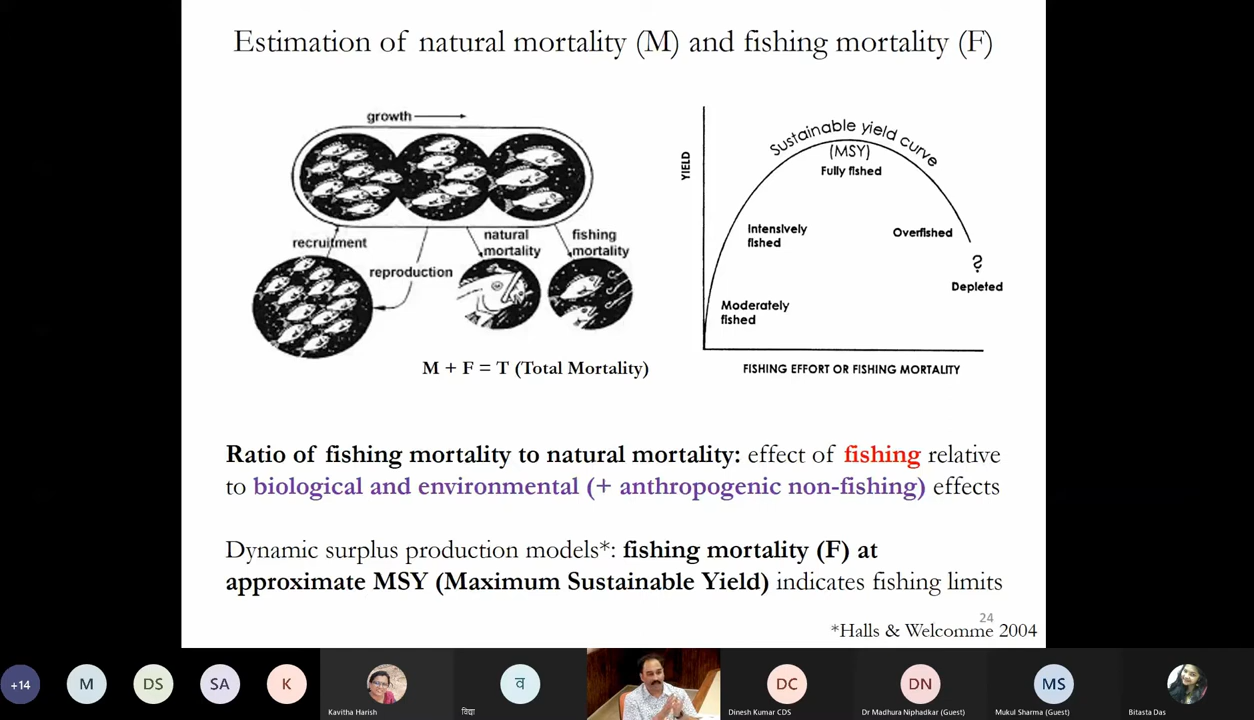 Estimation of natural mortality (M) and fishing mortality (F)
growth
recruitment
reproduction
natural
mortality
fishing
mortality
M + F = T (Total Mortality)
YIELD
Sustainable yield curve
(MSY)
Fully fished
Intensively
fished
Overfished
?
Depleted
Moderately
fished
FISHING EFFORT OR FISHING MORTALITY
Ratio of fishing mortality to natural mortality: effect of fishing relative
to biological and environmental (+ anthropogenic non-fishing) effects
Dynamic surplus production models*: fishing mortality (F) at
approximate MSY (Maximum Sustainable Yield) indicates fishing limits
24
*Halls & Welcomme 2004
+14
M
DS
SA
K
Kavitha Harish
व
विद्या
DC
Dinesh Kumar CDS
DN
Dr Madhura Niphadkar (Guest)
MS
Mukul Sharma (Guest)
Bitasta Das